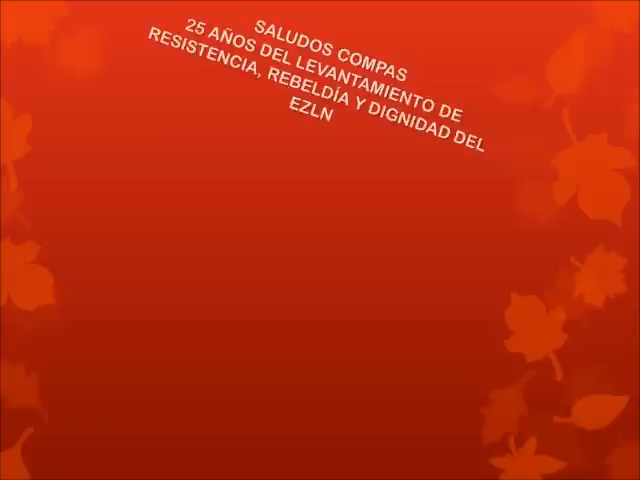 SALUDOS COMPAS
25 AÑOS DEL LEVANTAMIENTO DE
RESISTENCIA, REBELDÍA Y DIGNIDAD DEL
EZLN